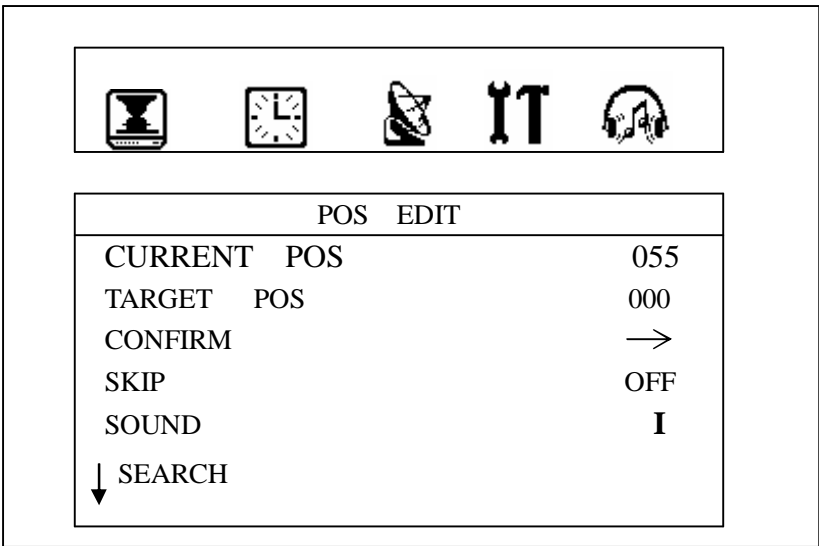 POS EDIT
CURRENT POS 055
TARGET POS 000
CONFIRM →
SKIP OFF
SOUND I
↓ SEARCH